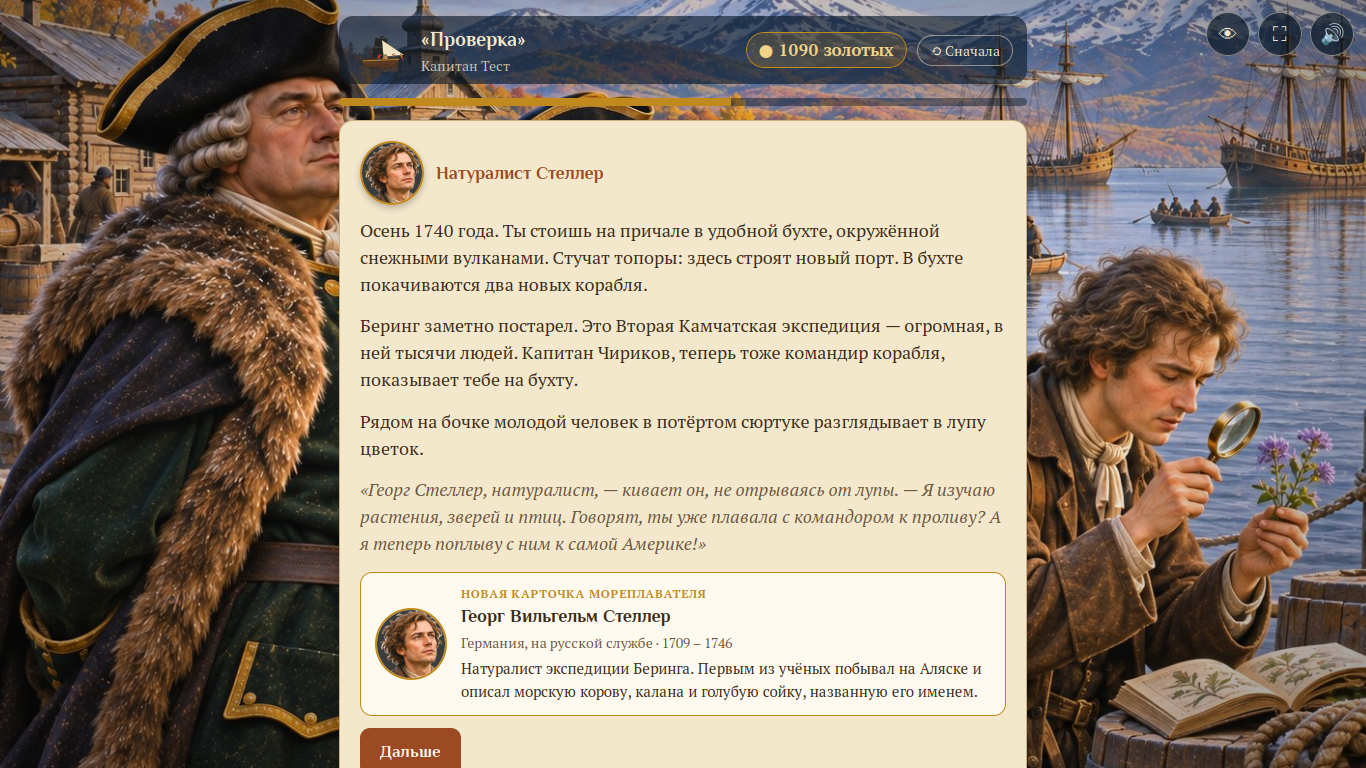 «Проверка»
Капитан Тест
1090 золотых
⟲ Сначала
Натуралист Стеллер
Осень 1740 года. Ты стоишь на причале в удобной бухте, окружённой
снежными вулканами. Стучат топоры: здесь строят новый порт. В бухте
покачиваются два новых корабля.
Беринг заметно постарел. Это Вторая Камчатская экспедиция — огромная, в
ней тысячи людей. Капитан Чириков, теперь тоже командир корабля,
показывает тебе на бухту.
Рядом на бочке молодой человек в потёртом сюртуке разглядывает в лупу
цветок.
«Георг Стеллер, натуралист, — кивает он, не отрываясь от лупы. — Я изучаю
растения, зверей и птиц. Говорят, ты уже плавала с командором к проливу? А
я теперь поплыву с ним к самой Америке!»
НОВАЯ КАРТОЧКА МОРЕПЛАВАТЕЛЯ
Георг Вильгельм Стеллер
Германия, на русской службе · 1709 – 1746
Натуралист экспедиции Беринга. Первым из учёных побывал на Аляске и
описал морскую корову, калана и голубую сойку, названную его именем.
Дальше